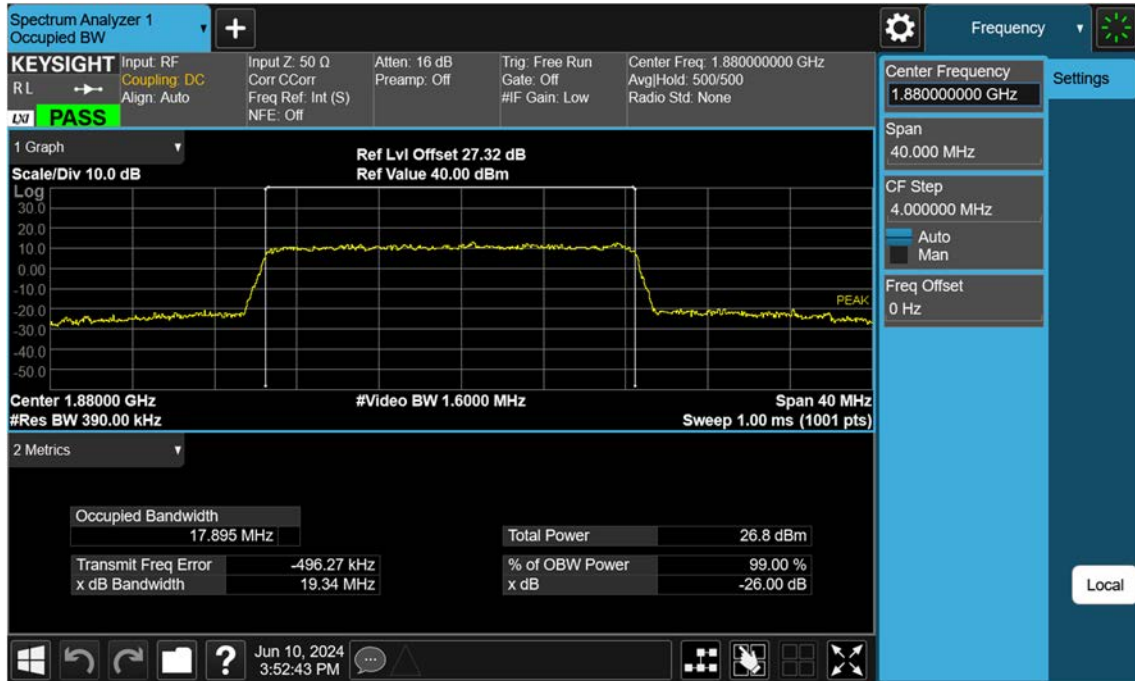 Spectrum Analyzer 1
Occupied BW
+
Frequency
KEYSIGHT
R L
LXI
PASS
Input: RF
Coupling: DC
Align: Auto
Input Z: 50 Ω
Corr CCorr
Freq Ref: Int (S)
NFE: Off
Atten: 16 dB
Preamp: Off
Trig: Free Run
Gate: Off
#IF Gain: Low
Center Freq: 1.880000000 GHz
Avg|Hold: 500/500
Radio Std: None
Center Frequency
1.880000000 GHz
Settings
Span
40.000 MHz
CF Step
4.000000 MHz
Auto
Man
Freq Offset
0 Hz
Local
1 Graph
Scale/Div 10.0 dB
Ref Lvl Offset 27.32 dB
Ref Value 40.00 dBm
Log
30.0
20.0
10.0
0.00
-10.0
-20.0
-30.0
-40.0
-50.0
PEAK
Center 1.88000 GHz
#Video BW 1.6000 MHz
Span 40 MHz
#Res BW 390.00 kHz
Sweep 1.00 ms (1001 pts)
2 Metrics
Occupied Bandwidth
17.895 MHz
Total Power 26.8 dBm
Transmit Freq Error -496.27 kHz
% of OBW Power 99.00 %
x dB Bandwidth 19.34 MHz
x dB -26.00 dB
?
Jun 10, 2024
3:52:43 PM